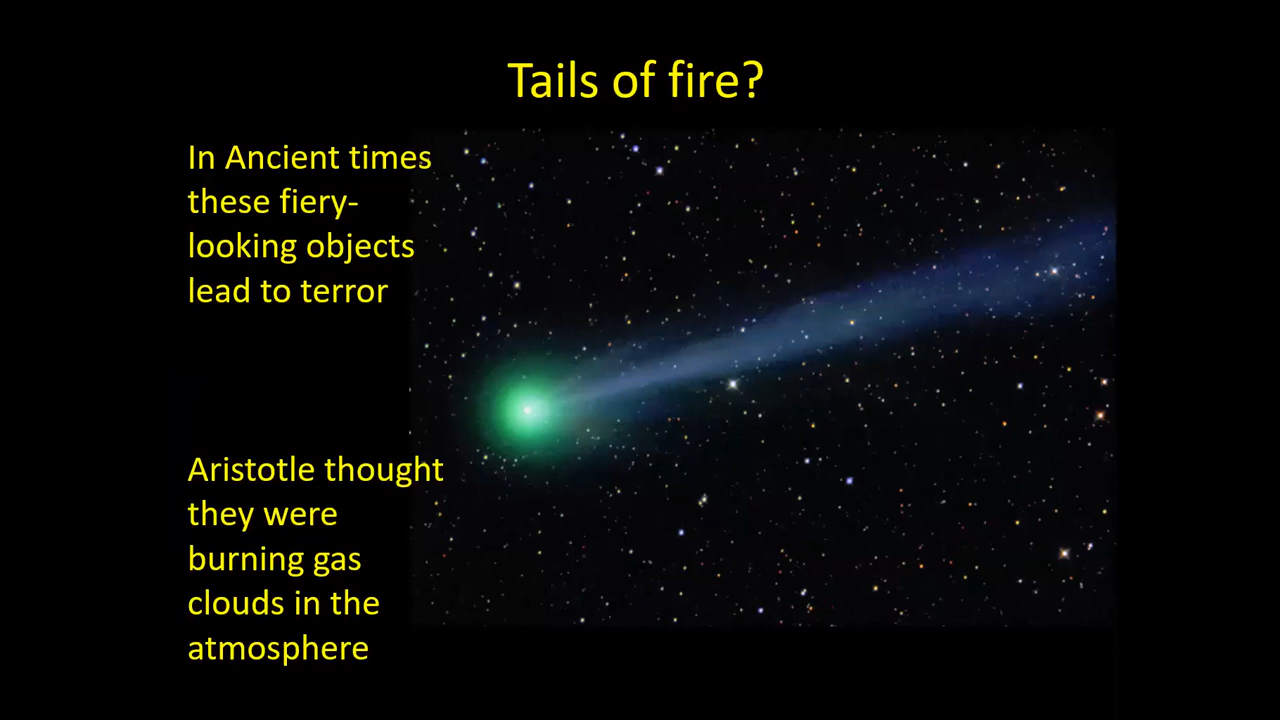 Tails of fire?
In Ancient times
these fiery-
looking objects
lead to terror
Aristotle thought
they were
burning gas
clouds in the
atmosphere